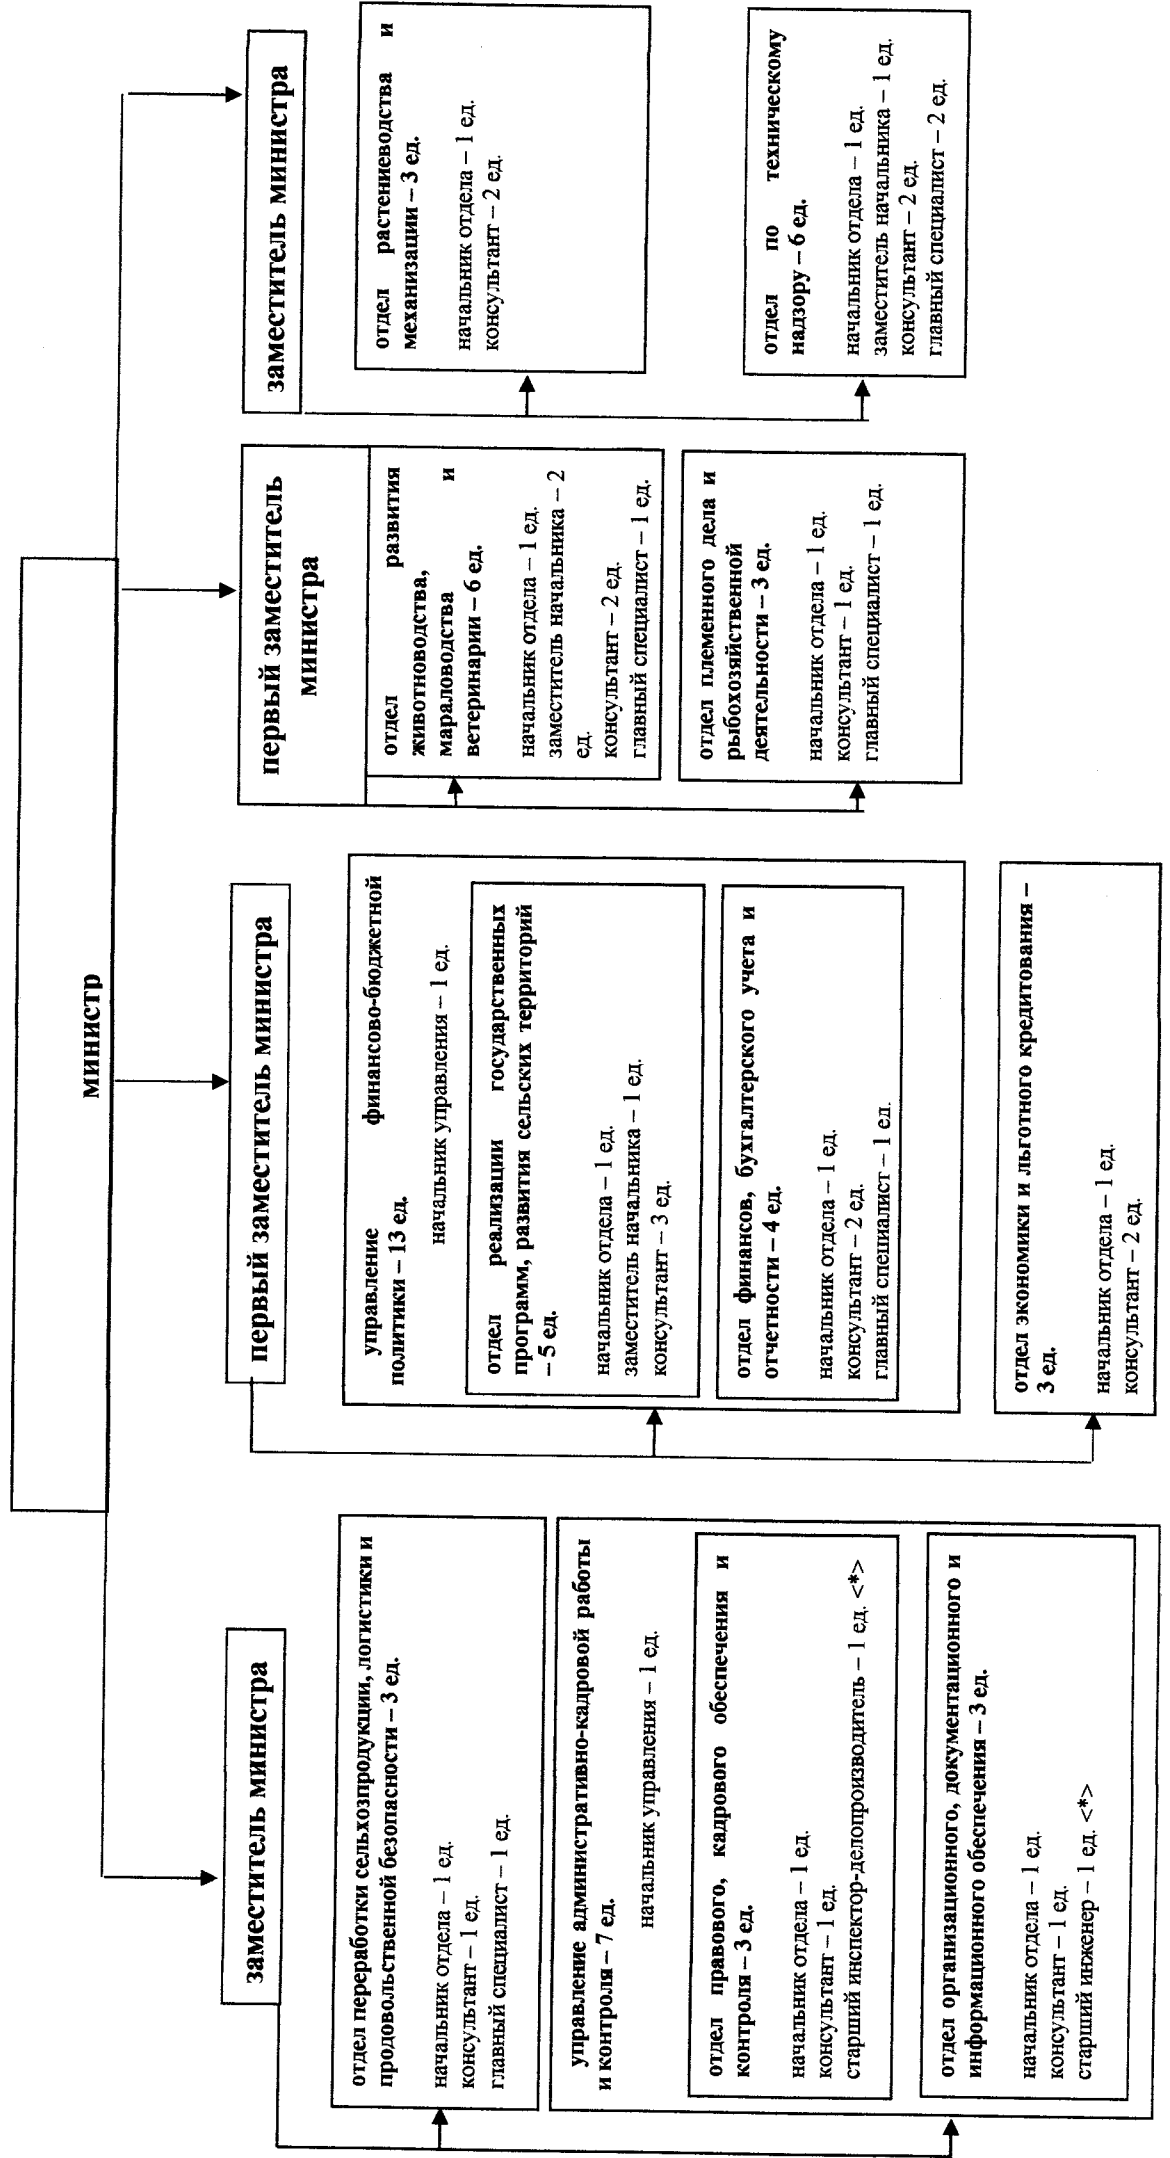 министр
заместитель министра
отдел переработки сельхозпродукции, логистики и
продовольственной безопасности – 3 ед.
начальник отдела – 1 ед.
консультант – 1 ед.
главный специалист – 1 ед.
управление административно-кадровой работы
и контроля – 7 ед.
начальник управления – 1 ед.
отдел правового, кадрового обеспечения и
контроля – 3 ед.
начальник отдела – 1 ед.
консультант – 1 ед.
старший инспектор-делопроизводитель – 1 ед. <*>
отдел организационного, документационного и
информационного обеспечения – 3 ед.
начальник отдела – 1 ед.
консультант – 1 ед.
старший инженер – 1 ед. <*>
первый заместитель министра
управление финансово-бюджетной
политики – 13 ед.
начальник управления – 1 ед.
отдел реализации государственных
программ, развития сельских территорий
– 5 ед.
начальник отдела – 1 ед.
заместитель начальника – 1 ед.
консультант – 3 ед.
отдел финансов, бухгалтерского учета и
отчетности – 4 ед.
начальник отдела – 1 ед.
консультант – 2 ед.
главный специалист – 1 ед.
отдел экономики и льготного кредитования –
3 ед.
начальник отдела – 1 ед.
консультант – 2 ед.
первый заместитель
министра
отдел развития
животноводства,
мараловодства и
ветеринарии – 6 ед.
начальник отдела – 1 ед.
заместитель начальника – 2
ед.
консультант – 2 ед.
главный специалист – 1 ед.
отдел племенного дела и
рыбохозяйственной
деятельности – 3 ед.
начальник отдела – 1 ед.
консультант – 1 ед.
главный специалист – 1 ед.
заместитель министра
отдел растениеводства и
механизации – 3 ед.
начальник отдела – 1 ед.
консультант – 2 ед.
отдел по техническому
надзору – 6 ед.
начальник отдела – 1 ед.
заместитель начальника – 1 ед.
консультант – 2 ед.
главный специалист – 2 ед.